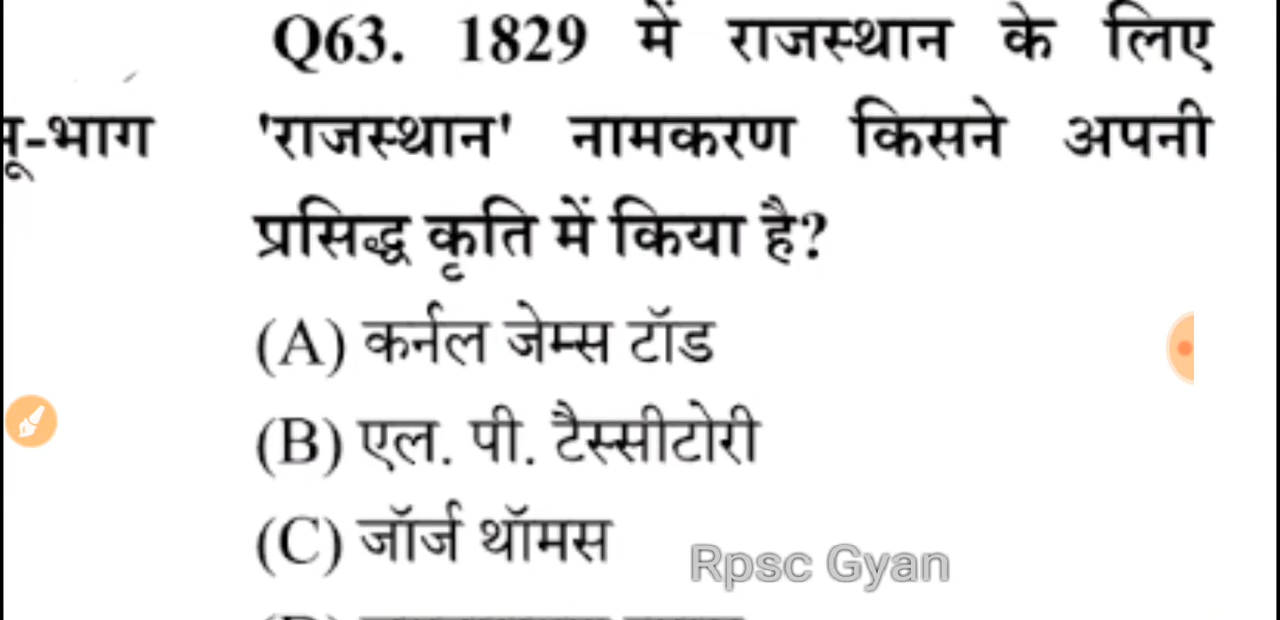 Q63. 1829 में राजस्थान के लिए
'राजस्थान' नामकरण किसने अपनी
प्रसिद्ध कृति में किया है?
(A) कर्नल जेम्स टॉड
(B) एल. पी. टैस्सीटोरी
(C) जॉर्ज थॉमस
-भाग
Rpsc Gyan